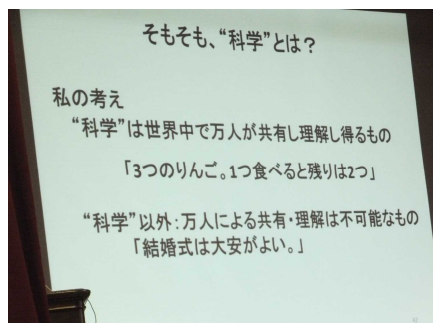 そもそも、“科学”とは？
私の考え
“科学”は世界中で万人が共有し理解し得るもの
「3つのりんご。1つ食べると残りは2つ」
“科学”以外：万人による共有・理解は不可能なもの
「結婚式は大安がよい。」